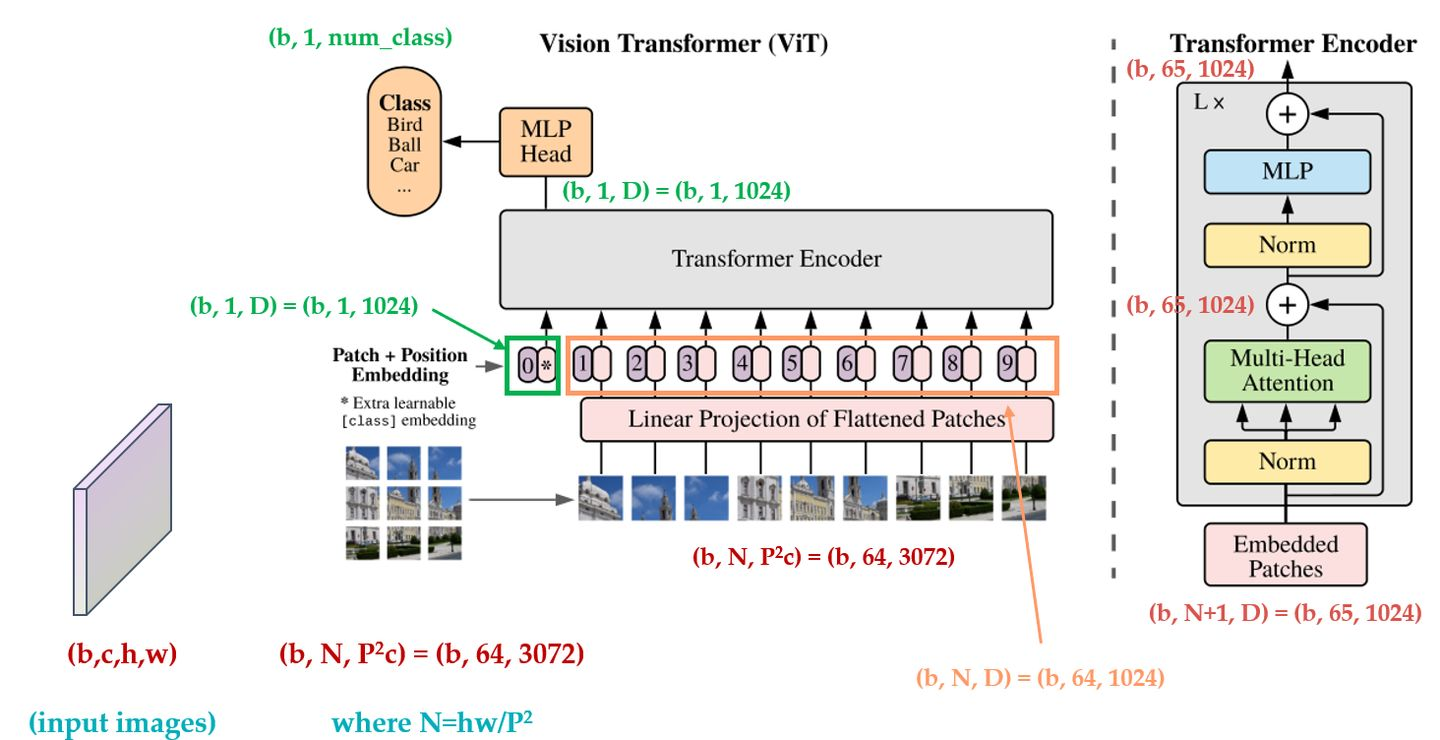 (b, 1, num_class)
Vision Transformer (ViT)
Class
Bird
Ball
Car
...
MLP
Head
(b, 1, D) = (b, 1, 1024)
Transformer Encoder
(b, 1, D) = (b, 1, 1024)
Patch + Position
Embedding
* Extra learnable
[class] embedding
0 * 1 2 3 4 5 6 7 8 9
Linear Projection of Flattened Patches
(b, N, P²c) = (b, 64, 3072)
(b,c,h,w)
(b, N, P²c) = (b, 64, 3072)
(b, N, D) = (b, 64, 1024)
(input images)
where N=hw/P²
Transformer Encoder
(b, 65, 1024)
L ×
+
MLP
Norm
(b, 65, 1024)
+
Multi-Head
Attention
Norm
Embedded
Patches
(b, N+1, D) = (b, 65, 1024)